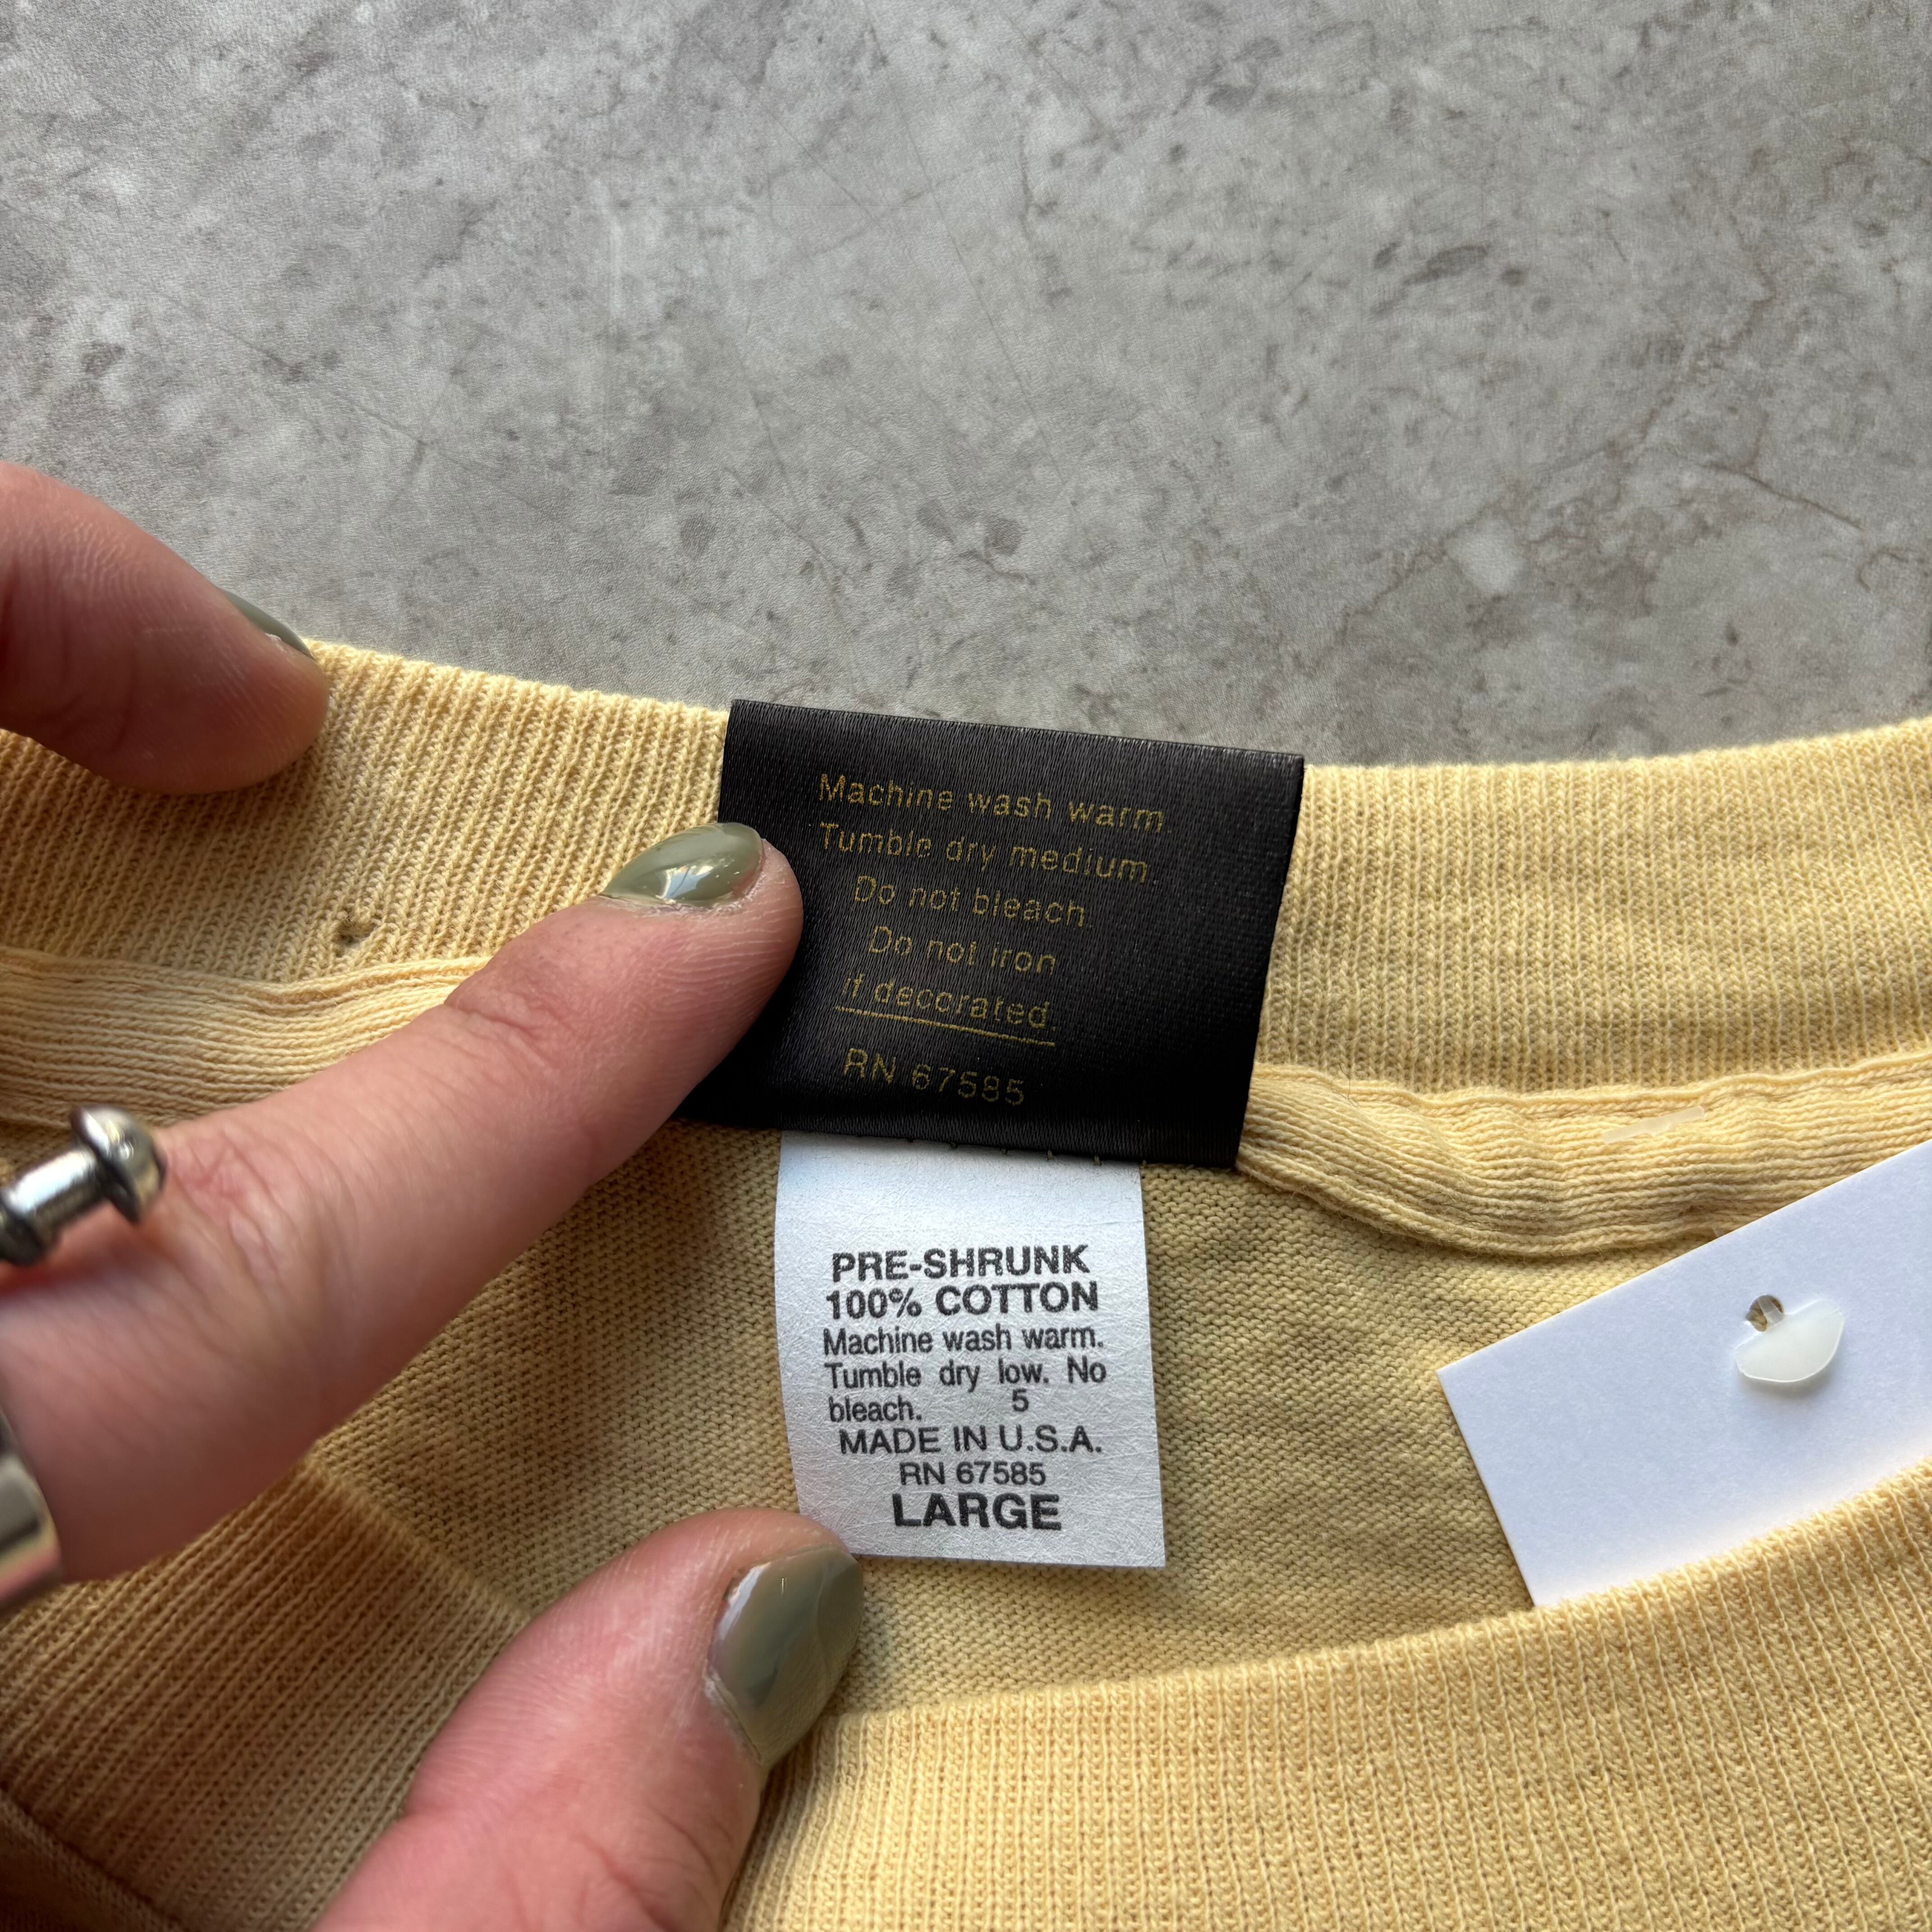 Machine wash warm
Tumble dry medium
Do not bleach
Do not iron
if decorated.
RN 67585
PRE-SHRUNK
100% COTTON
Machine wash warm.
Tumble dry low. No
bleach. 5
MADE IN U.S.A.
RN 67585
LARGE